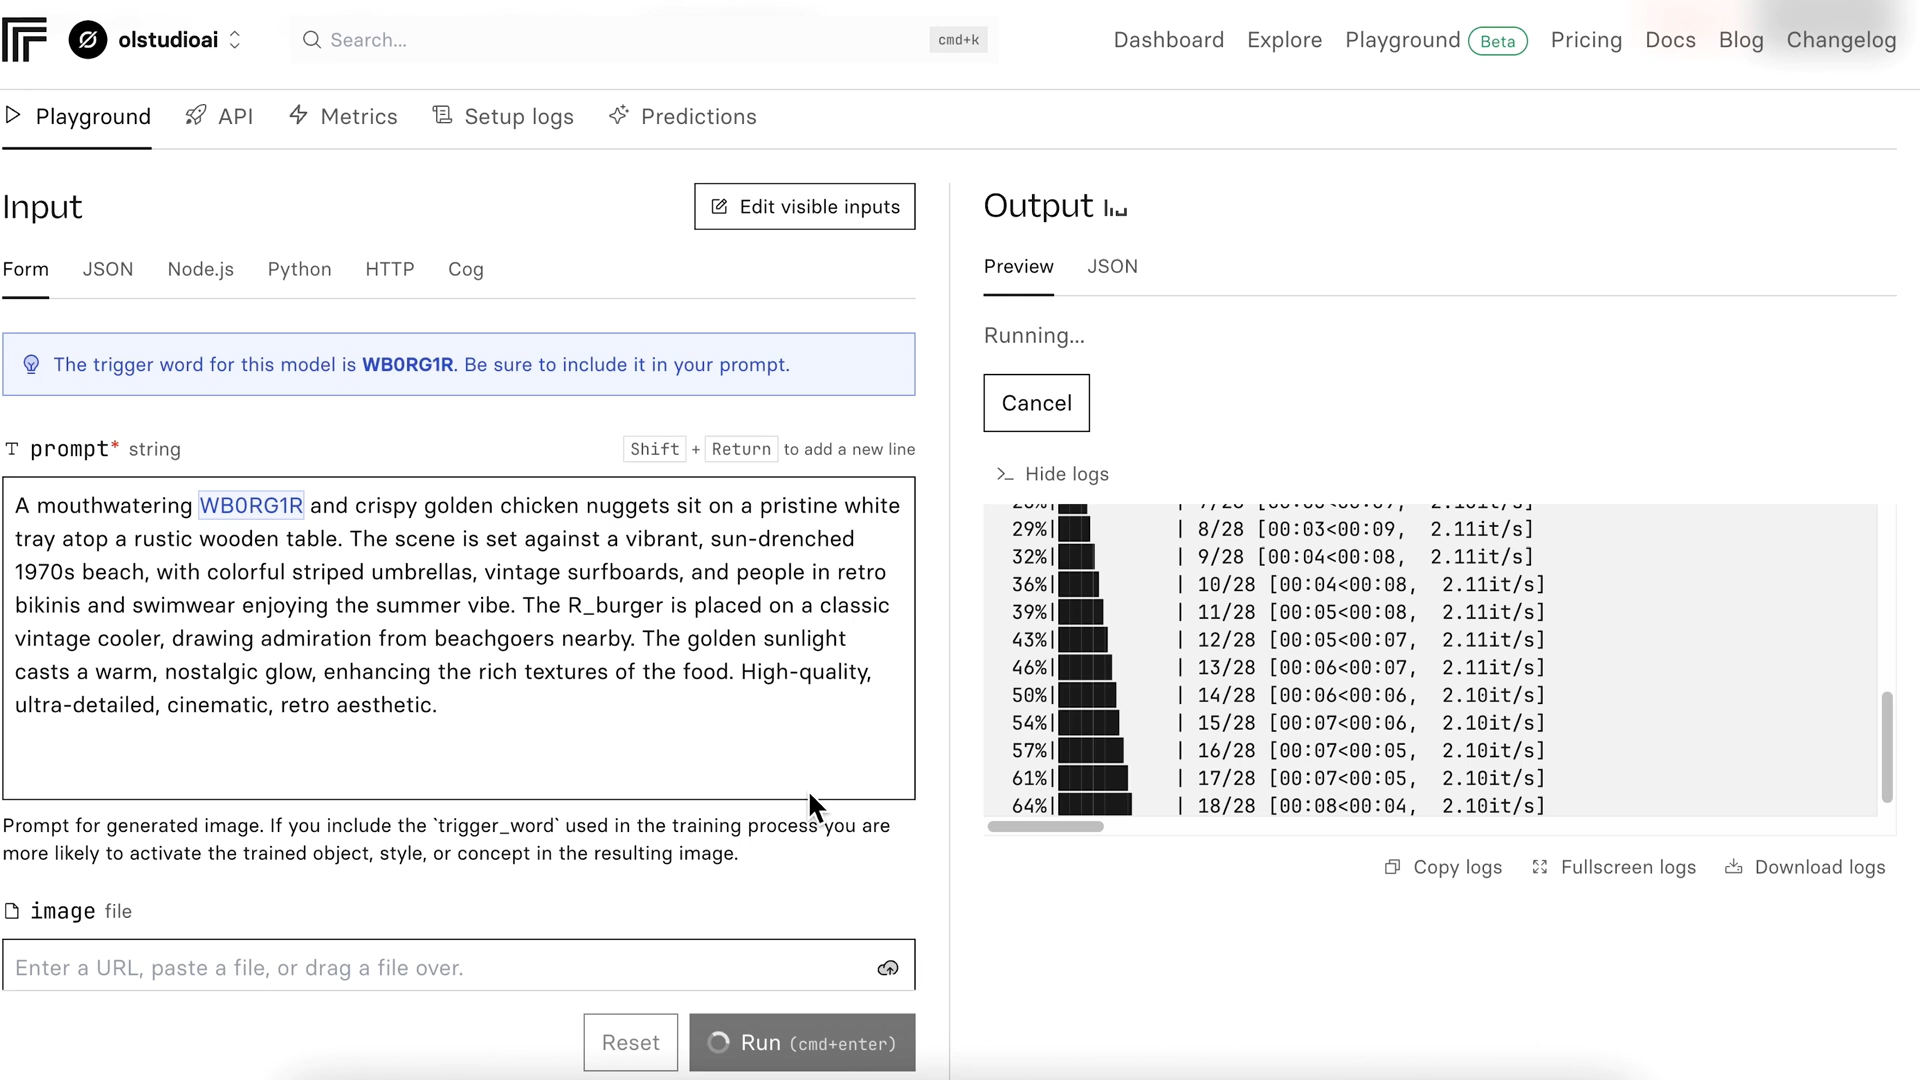 olstudioai
Search...
cmd+k
Dashboard
Explore
Playground
Beta
Pricing
Docs
Blog
Changelog
Playground
API
Metrics
Setup logs
Predictions
Input
Edit visible inputs
Form
JSON
Node.js
Python
HTTP
Cog
The trigger word for this model is WB0RG1R. Be sure to include it in your prompt.
prompt* string
Shift + Return to add a new line
A mouthwatering WB0RG1R and crispy golden chicken nuggets sit on a pristine white
tray atop a rustic wooden table. The scene is set against a vibrant, sun-drenched
1970s beach, with colorful striped umbrellas, vintage surfboards, and people in retro
bikinis and swimwear enjoying the summer vibe. The R_burger is placed on a classic
vintage cooler, drawing admiration from beachgoers nearby. The golden sunlight
casts a warm, nostalgic glow, enhancing the rich textures of the food. High-quality,
ultra-detailed, cinematic, retro aesthetic.
Prompt for generated image. If you include the `trigger_word` used in the training process you are
more likely to activate the trained object, style, or concept in the resulting image.
image file
Enter a URL, paste a file, or drag a file over.
Reset
Run (cmd+enter)
Output
Preview
JSON
Running...
Cancel
>_ Hide logs
29%| | 8/28 [00:03<00:09, 2.11it/s]
32%| | 9/28 [00:04<00:08, 2.11it/s]
36%| | 10/28 [00:04<00:08, 2.11it/s]
39%| | 11/28 [00:05<00:08, 2.11it/s]
43%| | 12/28 [00:05<00:07, 2.11it/s]
46%| | 13/28 [00:06<00:07, 2.11it/s]
50%| | 14/28 [00:06<00:06, 2.10it/s]
54%| | 15/28 [00:07<00:06, 2.10it/s]
57%| | 16/28 [00:07<00:05, 2.10it/s]
61%| | 17/28 [00:07<00:05, 2.10it/s]
64%| | 18/28 [00:08<00:04, 2.10it/s]
Copy logs
Fullscreen logs
Download logs